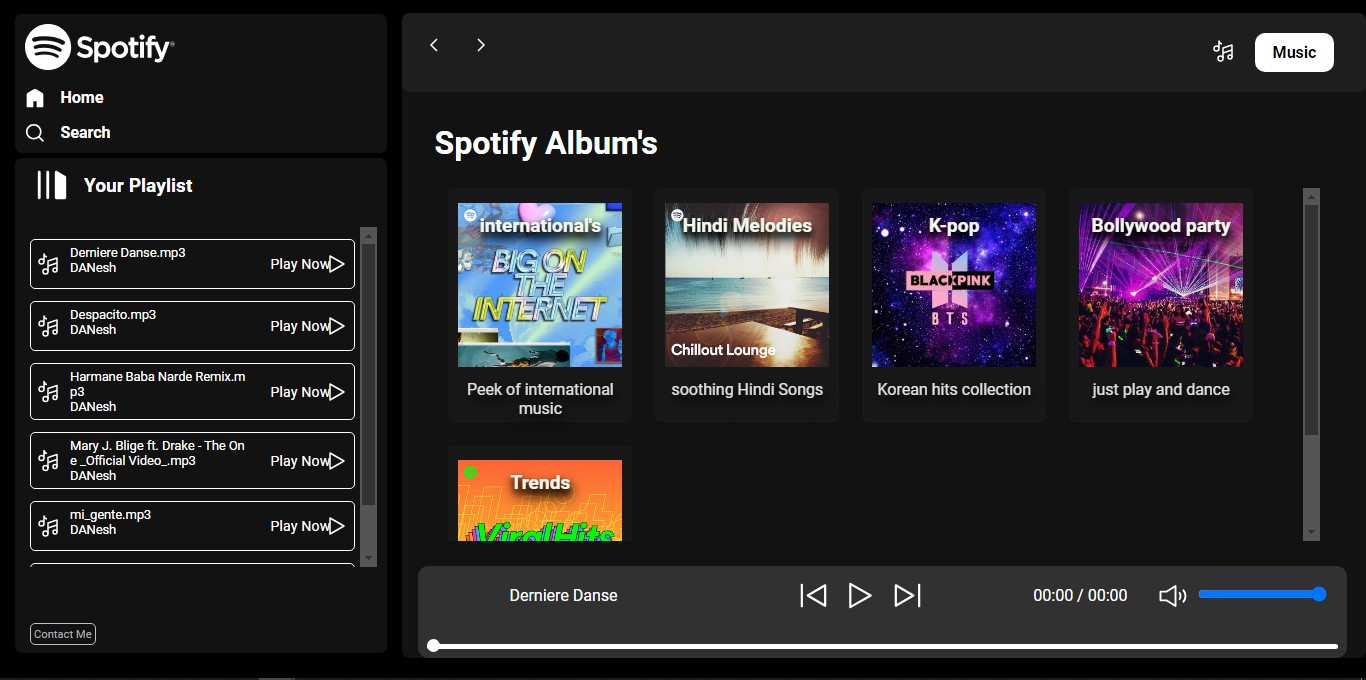 Spotify®
Home
Search
Your Playlist
Derniere Danse.mp3
DANesh
Play Now
Despacito.mp3
DANesh
Play Now
Harmane Baba Narde Remix.m
p3
DANesh
Play Now
Mary J. Blige ft. Drake - The On
e _Official Video_.mp3
DANesh
Play Now
mi_gente.mp3
DANesh
Play Now
Contact Me
Music
Spotify Album's
international's
BIG ON
THE
INTERNET
Peek of international
music
Hindi Melodies
Chillout Lounge
soothing Hindi Songs
K-pop
BLACKPINK
BTS
Korean hits collection
Bollywood party
just play and dance
Trends
Viral Hits
Derniere Danse
00:00 / 00:00